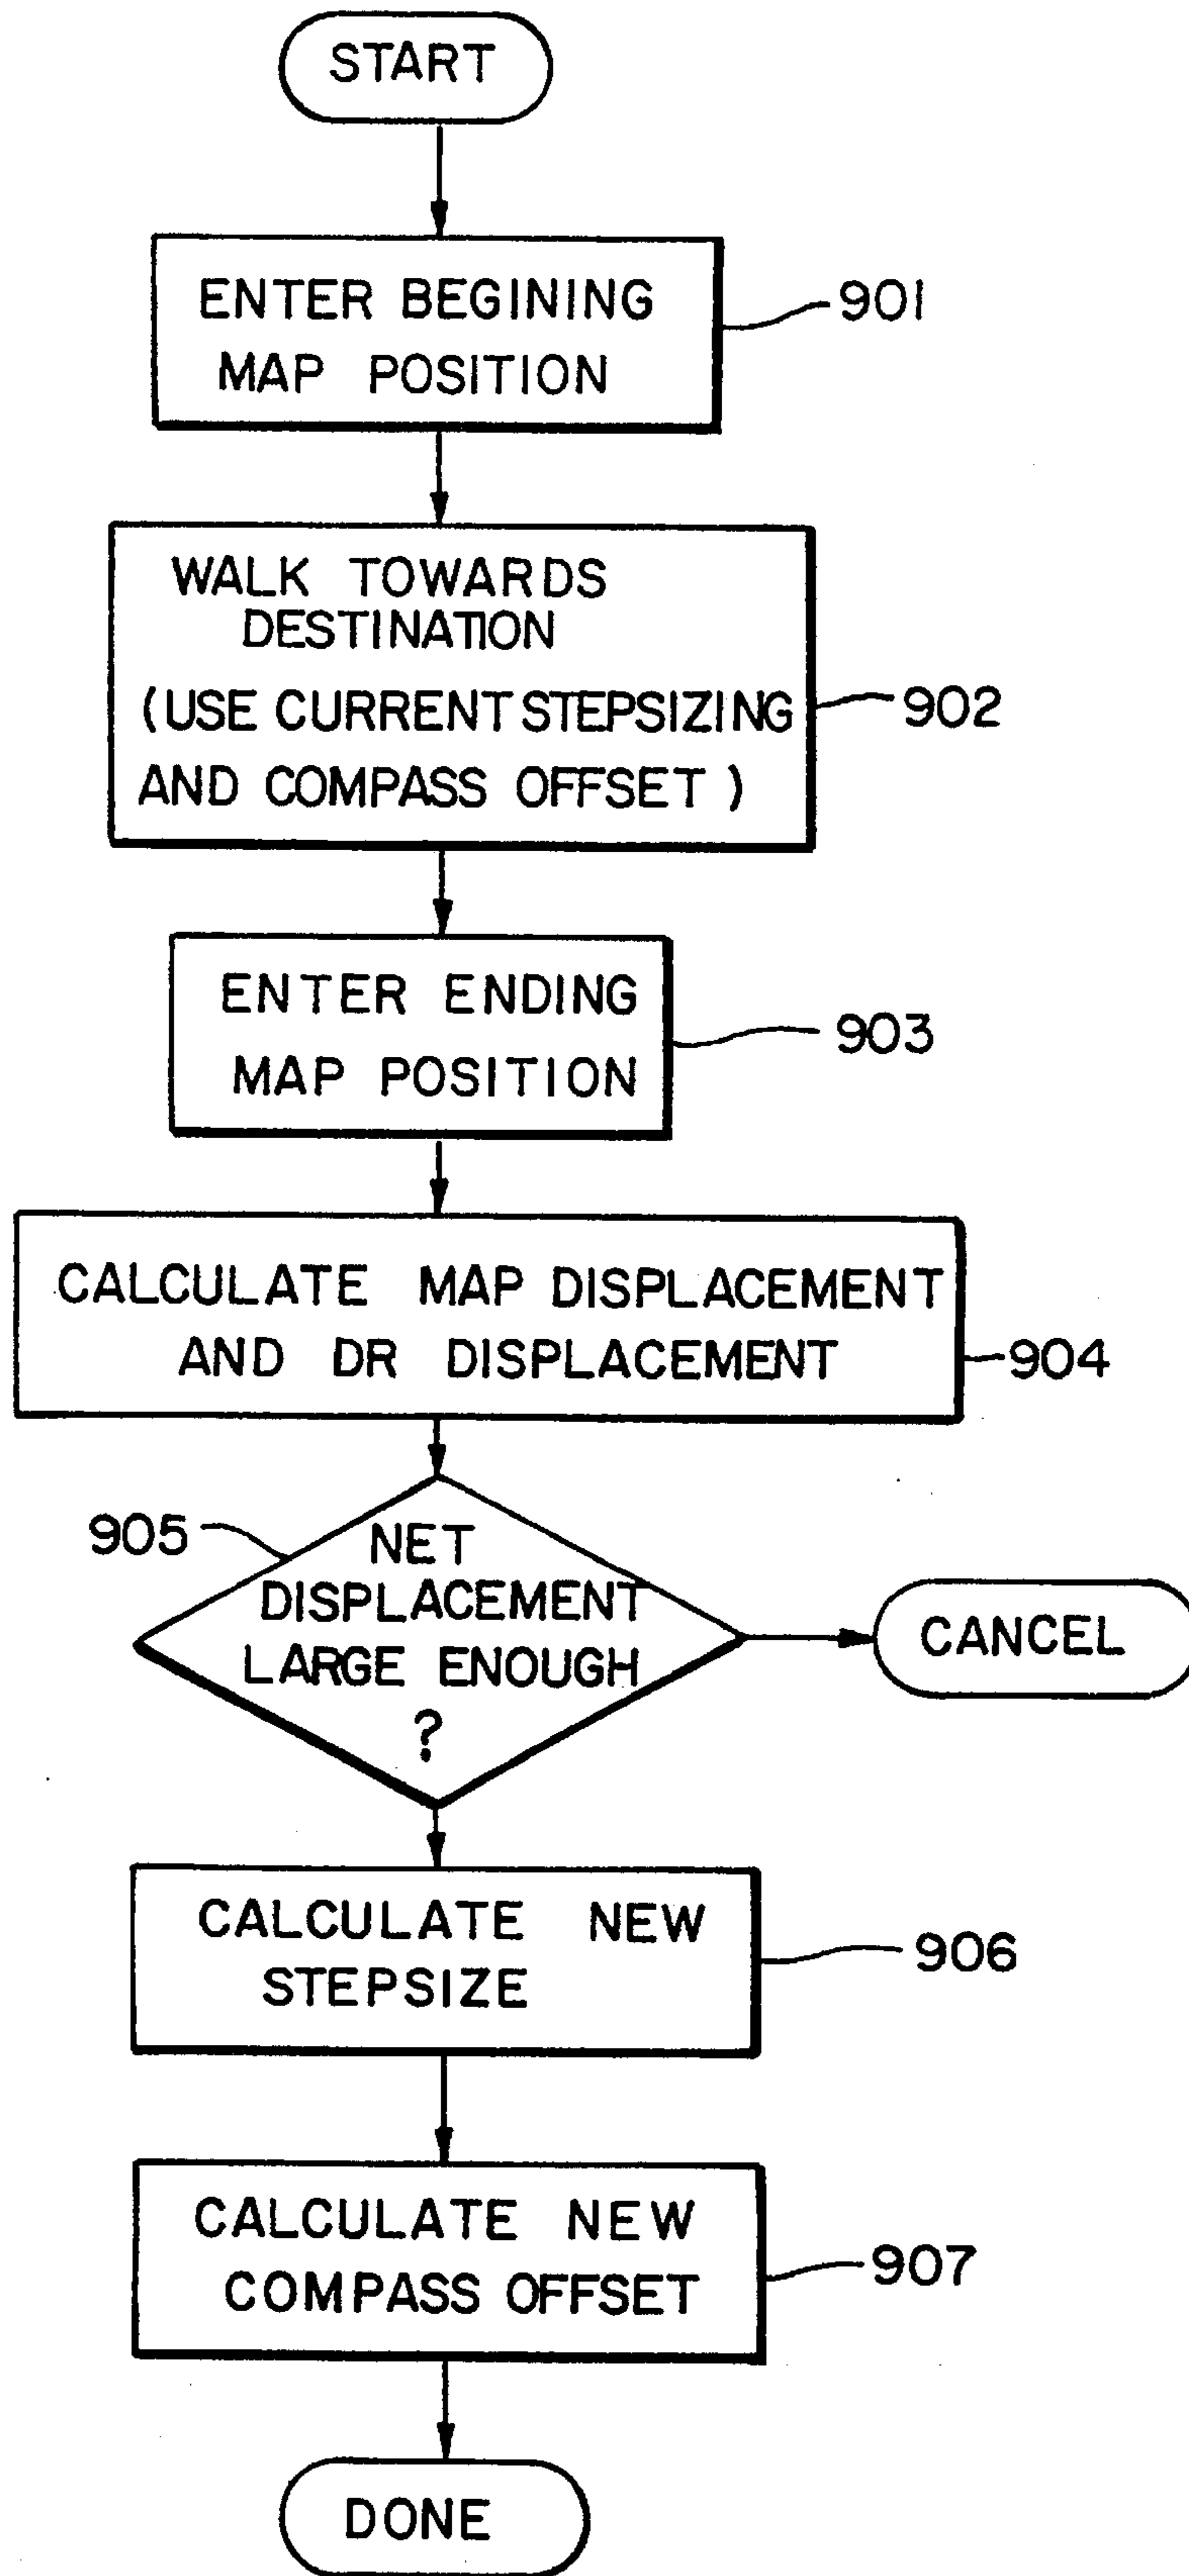 START
ENTER BEGINING
MAP POSITION
901
WALK TOWARDS
DESTINATION
(USE CURRENT STEPSIZING
AND COMPASS OFFSET)
902
ENTER ENDING
MAP POSITION
903
CALCULATE MAP DISPLACEMENT
AND DR DISPLACEMENT
904
905
NET
DISPLACEMENT
LARGE ENOUGH
?
CANCEL
CALCULATE NEW
STEPSIZE
906
CALCULATE NEW
COMPASS OFFSET
907
DONE